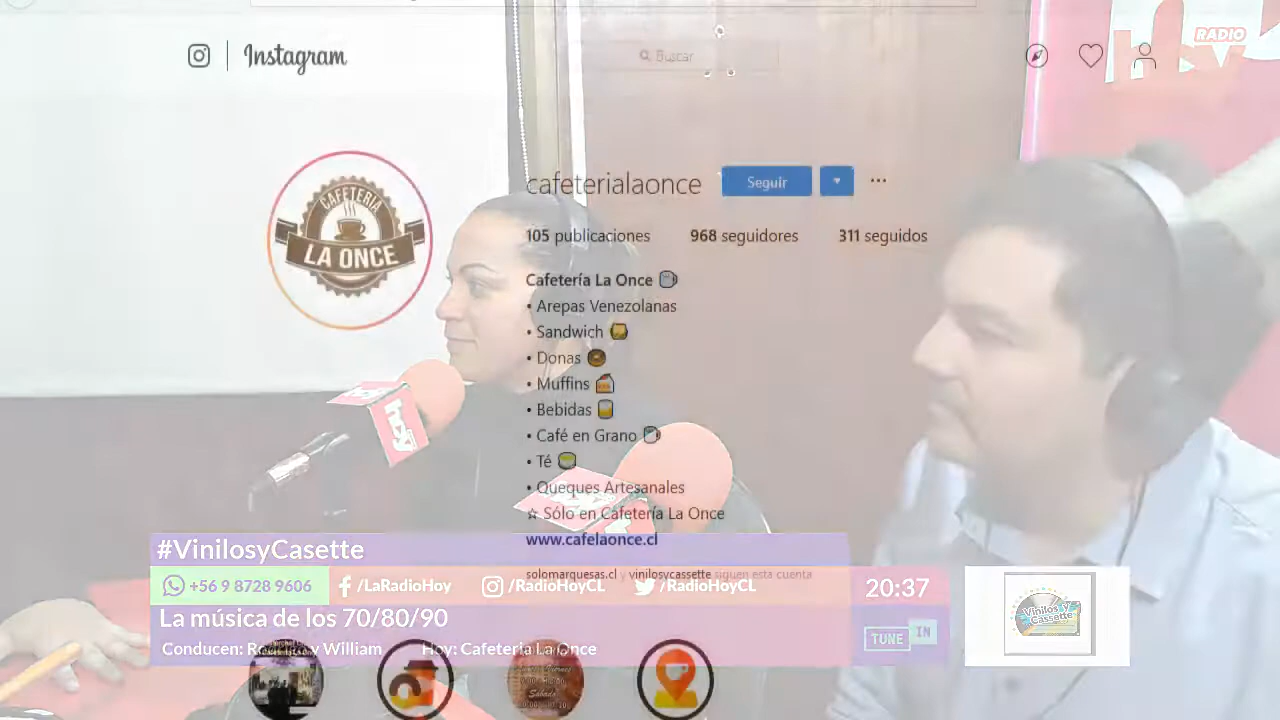 RADIO
hoy
Instagram
Buscar
CAFETERIA
LA ONCE
cafeterialaonce
Seguir
105 publicaciones 968 seguidores 311 seguidos
Cafetería La Once
• Arepas Venezolanas
• Sandwich
• Donas
• Muffins
• Bebidas
• Café en Grano
• Té
• Queques Artesanales
☆ Sólo en Cafetería La Once
www.cafelaonce.cl
solomarquesas.cl y vinilosycassette siguen esta cuenta
hoy
#VinilosyCasette
+56 9 8728 9606 /LaRadioHoy /RadioHoyCL /RadioHoyCL
20:37
La música de los 70/80/90
TUNE IN
Conducen: y William Hoy: Cafetería La Once
Vinilos y
Cassette
Sábado